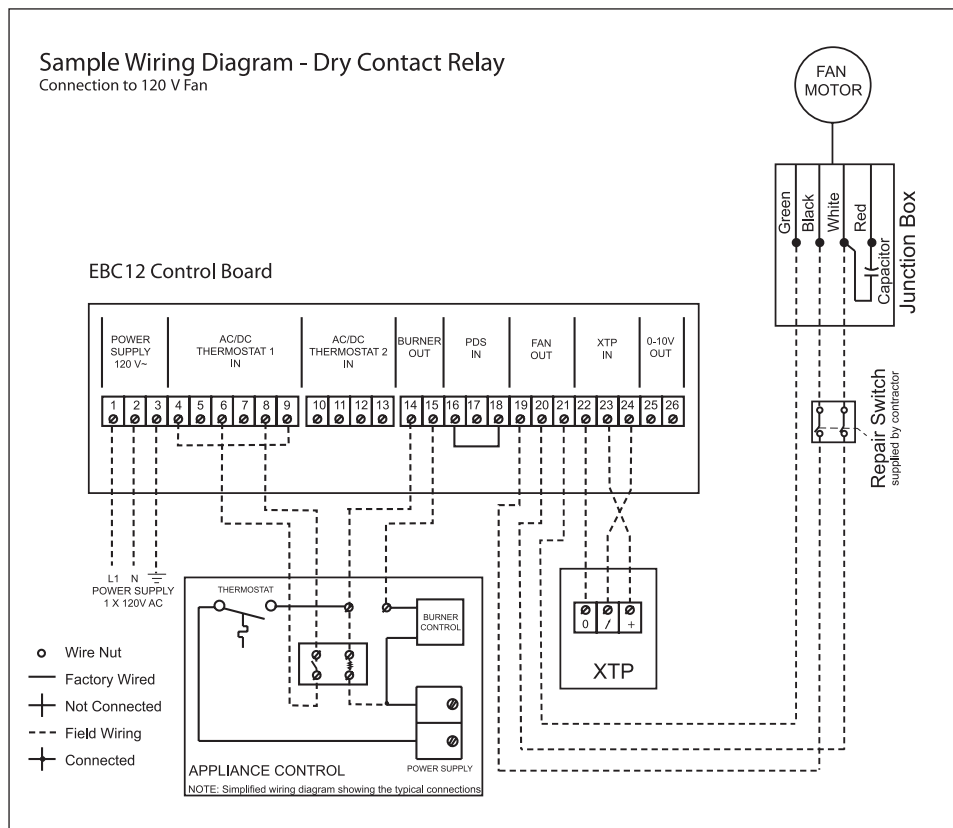 Sample Wiring Diagram - Dry Contact Relay
Connection to 120 V Fan
FAN
MOTOR
Green
Black
White
Red
Capacitor
Junction Box
EBC12 Control Board
POWER
SUPPLY
120 V~
AC/DC
THERMOSTAT 1
IN
AC/DC
THERMOSTAT 2
IN
BURNER
OUT
PDS
IN
FAN
OUT
XTP
IN
0-10V
OUT
1 2 3 4 5 6 7 8 9 10 11 12 13 14 15 16 17 18 19 20 21 22 23 24 25 26
Repair Switch
supplied by contractor
L1 N
POWER SUPPLY
1 X 120V AC
THERMOSTAT
BURNER
CONTROL
POWER SUPPLY
APPLIANCE CONTROL
NOTE: Simplified wiring diagram showing the typical connections
0 / +
XTP
Wire Nut
Factory Wired
Not Connected
Field Wiring
Connected